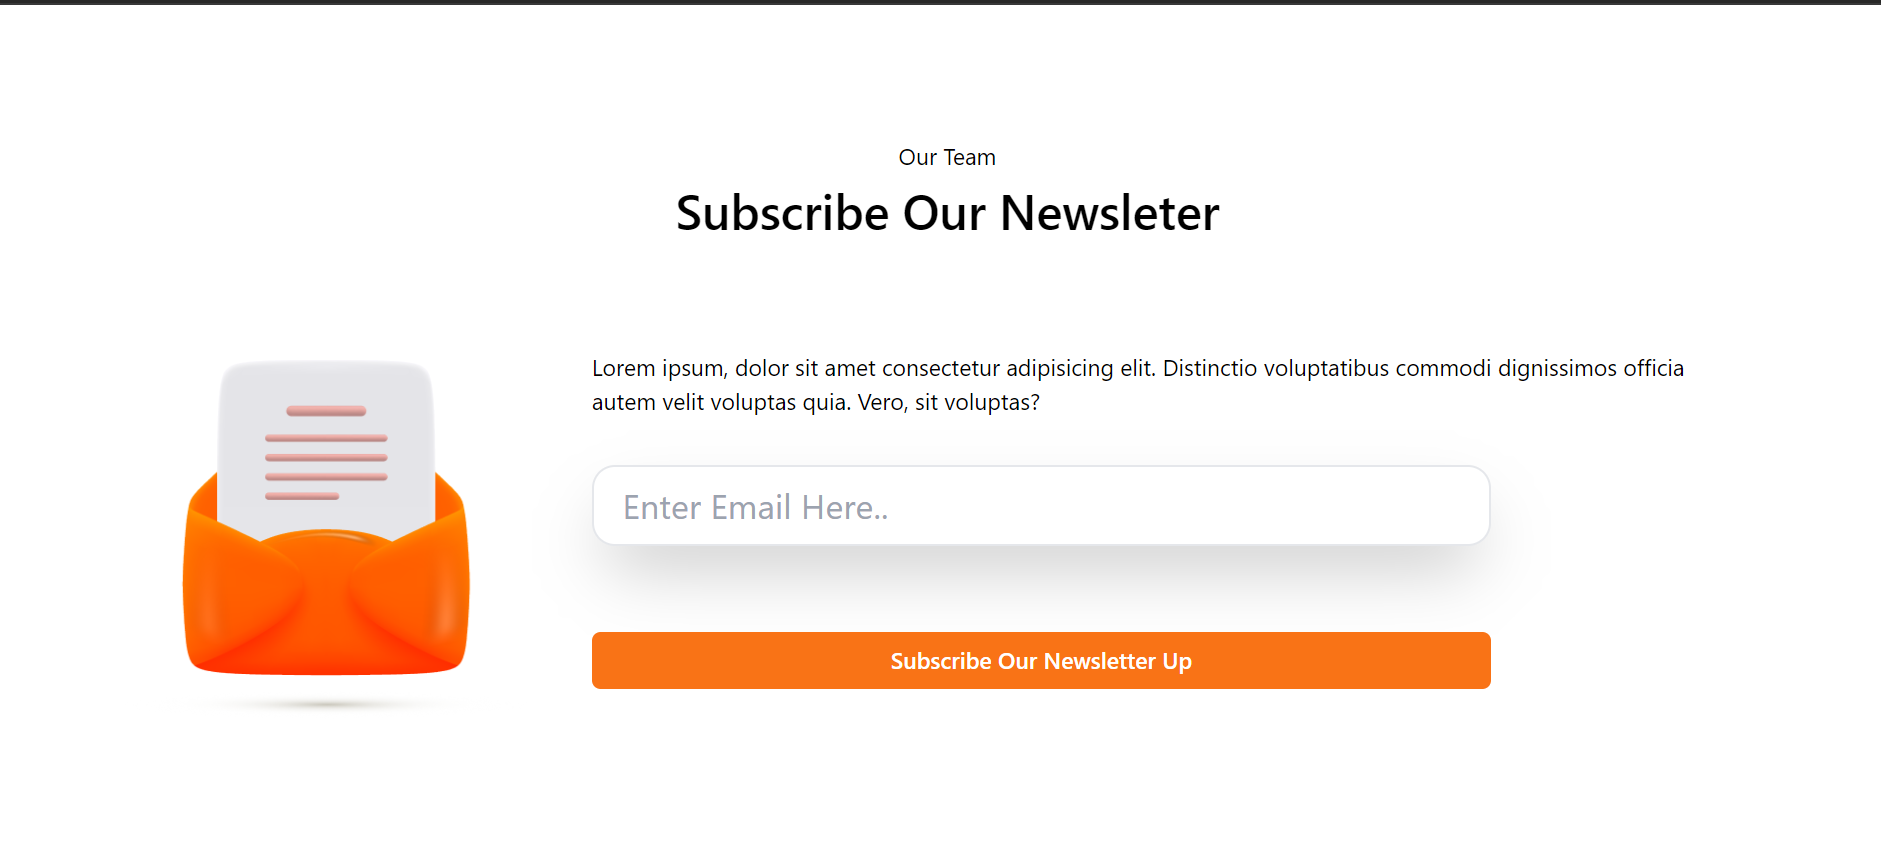 Our Team
Subscribe Our Newsleter
Lorem ipsum, dolor sit amet consectetur adipisicing elit. Distinctio voluptatibus commodi dignissimos officia
autem velit voluptas quia. Vero, sit voluptas?
Enter Email Here..
Subscribe Our Newsletter Up